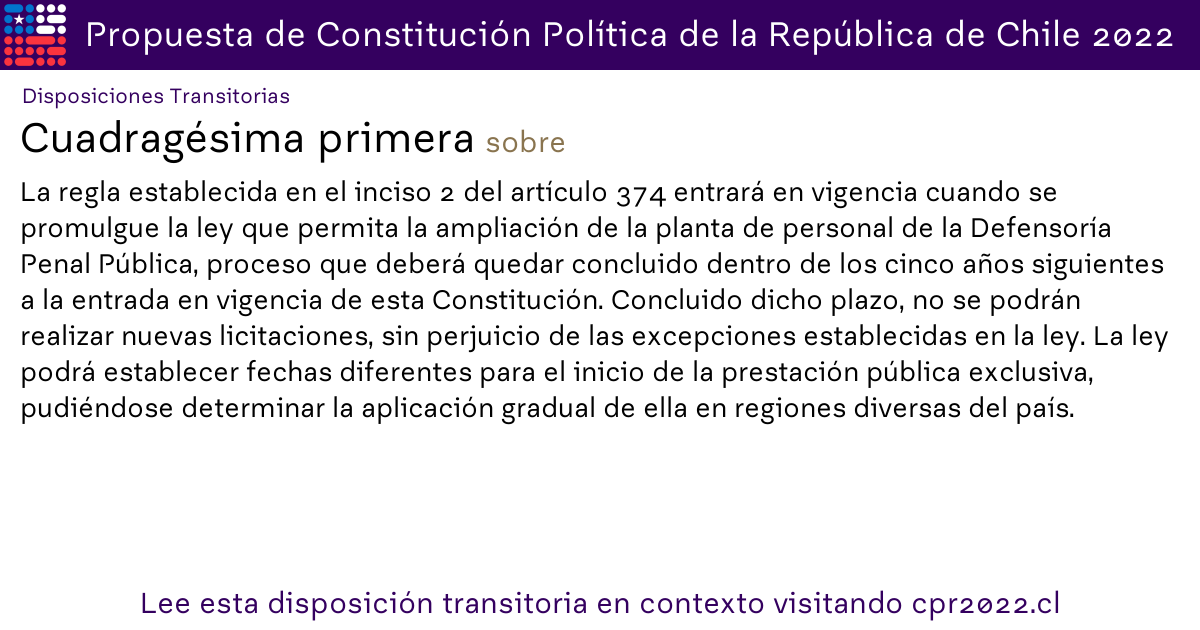 Propuesta de Constitución Política de la República de Chile 2022
Disposiciones Transitorias
Cuadragésima primera sobre
La regla establecida en el inciso 2 del artículo 374 entrará en vigencia cuando se
promulgue la ley que permita la ampliación de la planta de personal de la Defensoría
Penal Pública, proceso que deberá quedar concluido dentro de los cinco años siguientes
a la entrada en vigencia de esta Constitución. Concluido dicho plazo, no se podrán
realizar nuevas licitaciones, sin perjuicio de las excepciones establecidas en la ley. La ley
podrá establecer fechas diferentes para el inicio de la prestación pública exclusiva,
pudiéndose determinar la aplicación gradual de ella en regiones diversas del país.
Lee esta disposición transitoria en contexto visitando cpr2022.cl